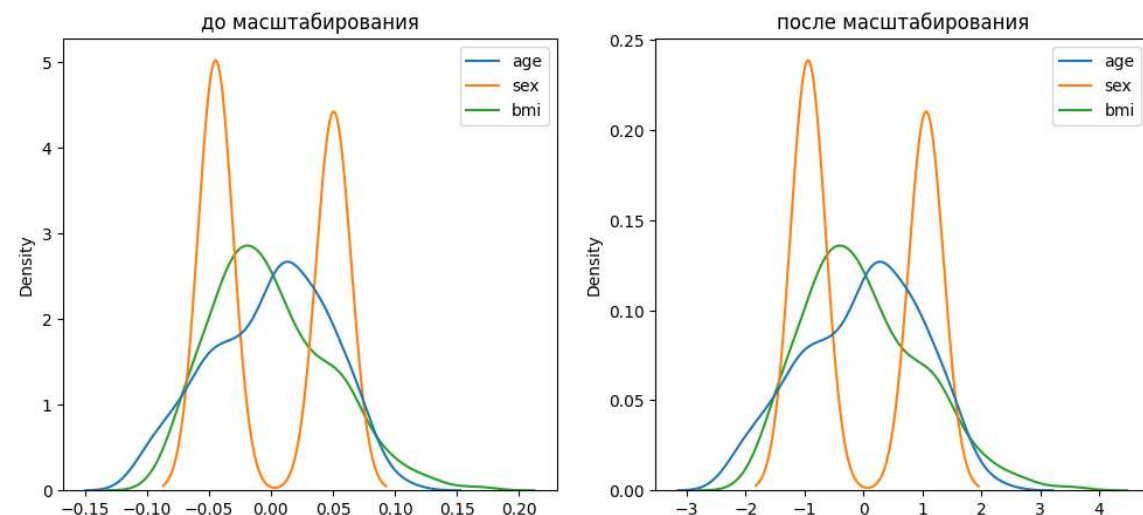 до масштабирования
age
sex
bmi
Density
5
4
3
2
1
0
−0.15 −0.10 −0.05 0.00 0.05 0.10 0.15 0.20
после масштабирования
age
sex
bmi
Density
0.25
0.20
0.15
0.10
0.05
0.00
−3 −2 −1 0 1 2 3 4